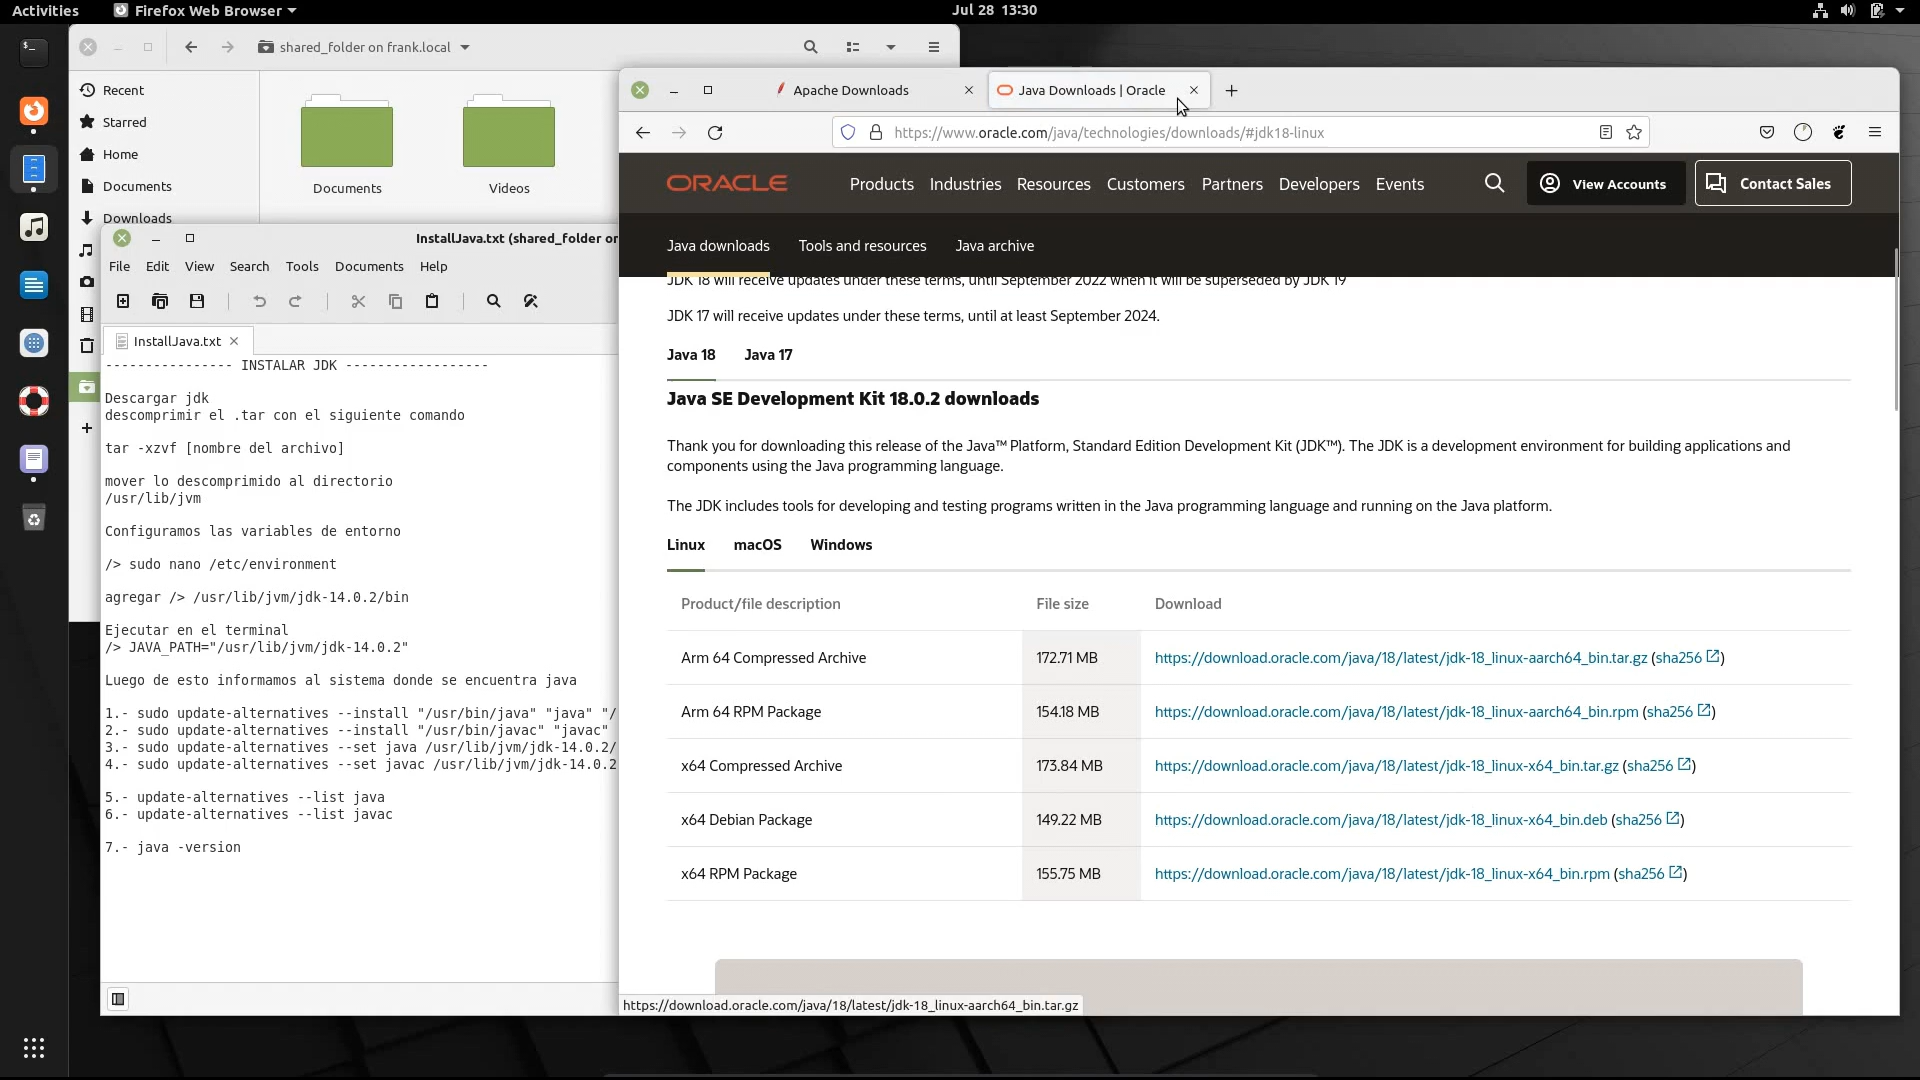 Activities
Firefox Web Browser
Jul 28 13:30
shared_folder on frank.local
Recent
Starred
Home
Documents
Downloads
Documents
Videos
InstallJava.txt (shared_folder or
File Edit View Search Tools Documents Help
InstallJava.txt
--------------- INSTALAR JDK -----------------
Descargar jdk
descomprimir el .tar con el siguiente comando
tar -xzvf [nombre del archivo]
mover lo descomprimido al directorio
/usr/lib/jvm
Configuramos las variables de entorno
/> sudo nano /etc/environment
agregar /> /usr/lib/jvm/jdk-14.0.2/bin
Ejecutar en el terminal
/> JAVA_PATH="/usr/lib/jvm/jdk-14.0.2"
Luego de esto informamos al sistema donde se encuentra java
1.- sudo update-alternatives --install "/usr/bin/java" "java" "/
2.- sudo update-alternatives --install "/usr/bin/javac" "javac"
3.- sudo update-alternatives --set java /usr/lib/jvm/jdk-14.0.2/
4.- sudo update-alternatives --set javac /usr/lib/jvm/jdk-14.0.2
5.- update-alternatives --list java
6.- update-alternatives --list javac
7.- java -version
Apache Downloads
Java Downloads | Oracle
https://www.oracle.com/java/technologies/downloads/#jdk18-linux
ORACLE
Products Industries Resources Customers Partners Developers Events
View Accounts
Contact Sales
Java downloads Tools and resources Java archive
JDK 18 will receive updates under these terms, until September 2022 when it will be superseded by JDK 19
JDK 17 will receive updates under these terms, until at least September 2024.
Java 18 Java 17
Java SE Development Kit 18.0.2 downloads
Thank you for downloading this release of the Java™ Platform, Standard Edition Development Kit (JDK™). The JDK is a development environment for building applications and
components using the Java programming language.
The JDK includes tools for developing and testing programs written in the Java programming language and running on the Java platform.
Linux macOS Windows
Product/file description File size Download
Arm 64 Compressed Archive 172.71 MB https://download.oracle.com/java/18/latest/jdk-18_linux-aarch64_bin.tar.gz (sha256)
Arm 64 RPM Package 154.18 MB https://download.oracle.com/java/18/latest/jdk-18_linux-aarch64_bin.rpm (sha256)
x64 Compressed Archive 173.84 MB https://download.oracle.com/java/18/latest/jdk-18_linux-x64_bin.tar.gz (sha256)
x64 Debian Package 149.22 MB https://download.oracle.com/java/18/latest/jdk-18_linux-x64_bin.deb (sha256)
x64 RPM Package 155.75 MB https://download.oracle.com/java/18/latest/jdk-18_linux-x64_bin.rpm (sha256)
https://download.oracle.com/java/18/latest/jdk-18_linux-aarch64_bin.tar.gz